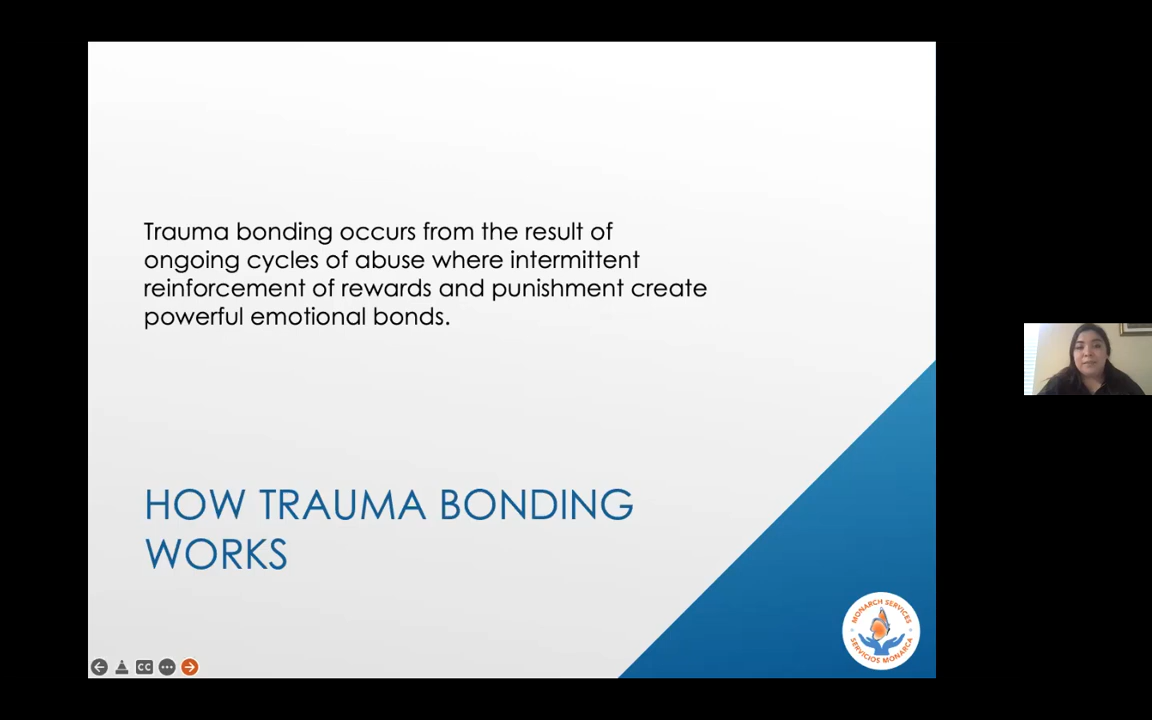 Trauma bonding occurs from the result of
ongoing cycles of abuse where intermittent
reinforcement of rewards and punishment create
powerful emotional bonds.
HOW TRAUMA BONDING
WORKS
MONARCH SERVICES
SERVICIOS MONARCA
CC